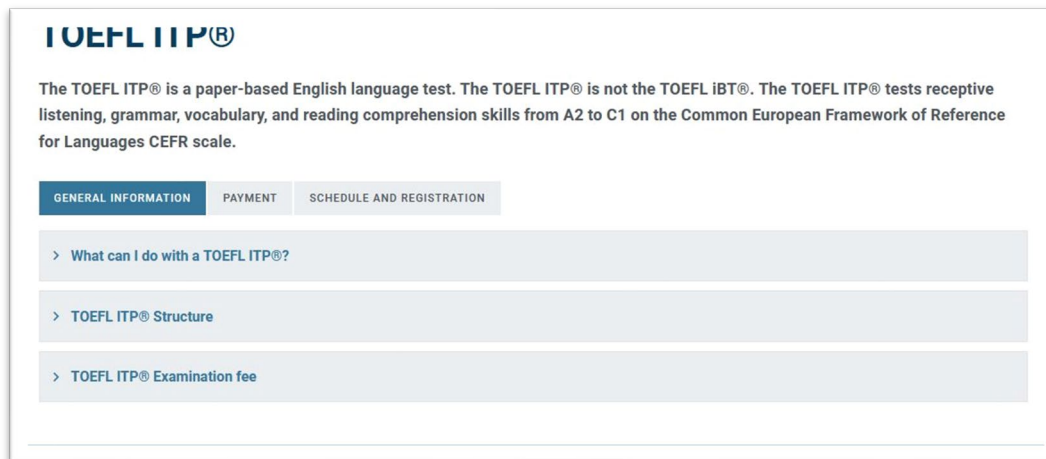 TOEFL ITP®
The TOEFL ITP® is a paper-based English language test. The TOEFL ITP® is not the TOEFL iBT®. The TOEFL ITP® tests receptive
listening, grammar, vocabulary, and reading comprehension skills from A2 to C1 on the Common European Framework of Reference
for Languages CEFR scale.
GENERAL INFORMATION PAYMENT SCHEDULE AND REGISTRATION
> What can I do with a TOEFL ITP®?
> TOEFL ITP® Structure
> TOEFL ITP® Examination fee